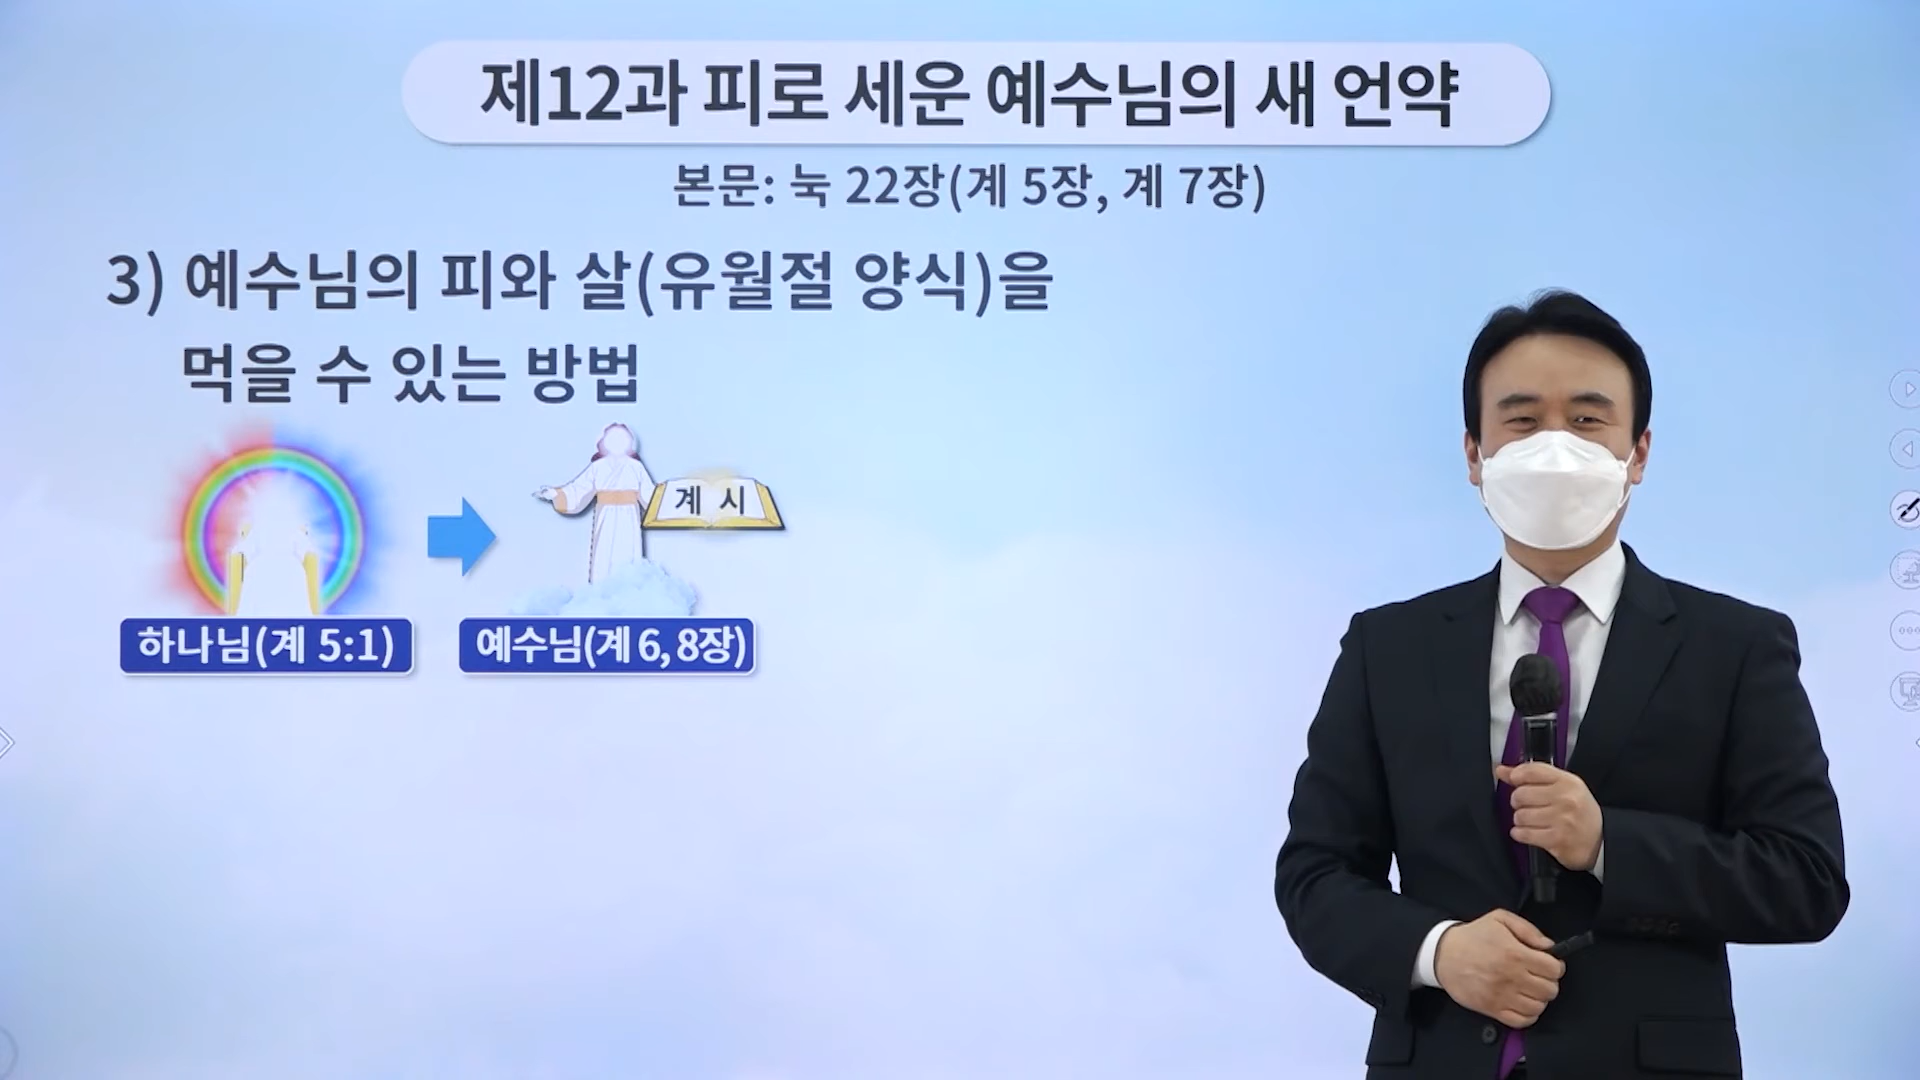 제12과 피로 세운 예수님의 새 언약
본문: 눅 22장(계 5장, 계 7장)
3) 예수님의 피와 살(유월절 양식)을
먹을 수 있는 방법
계 시
하나님(계 5:1)
예수님(계 6, 8장)